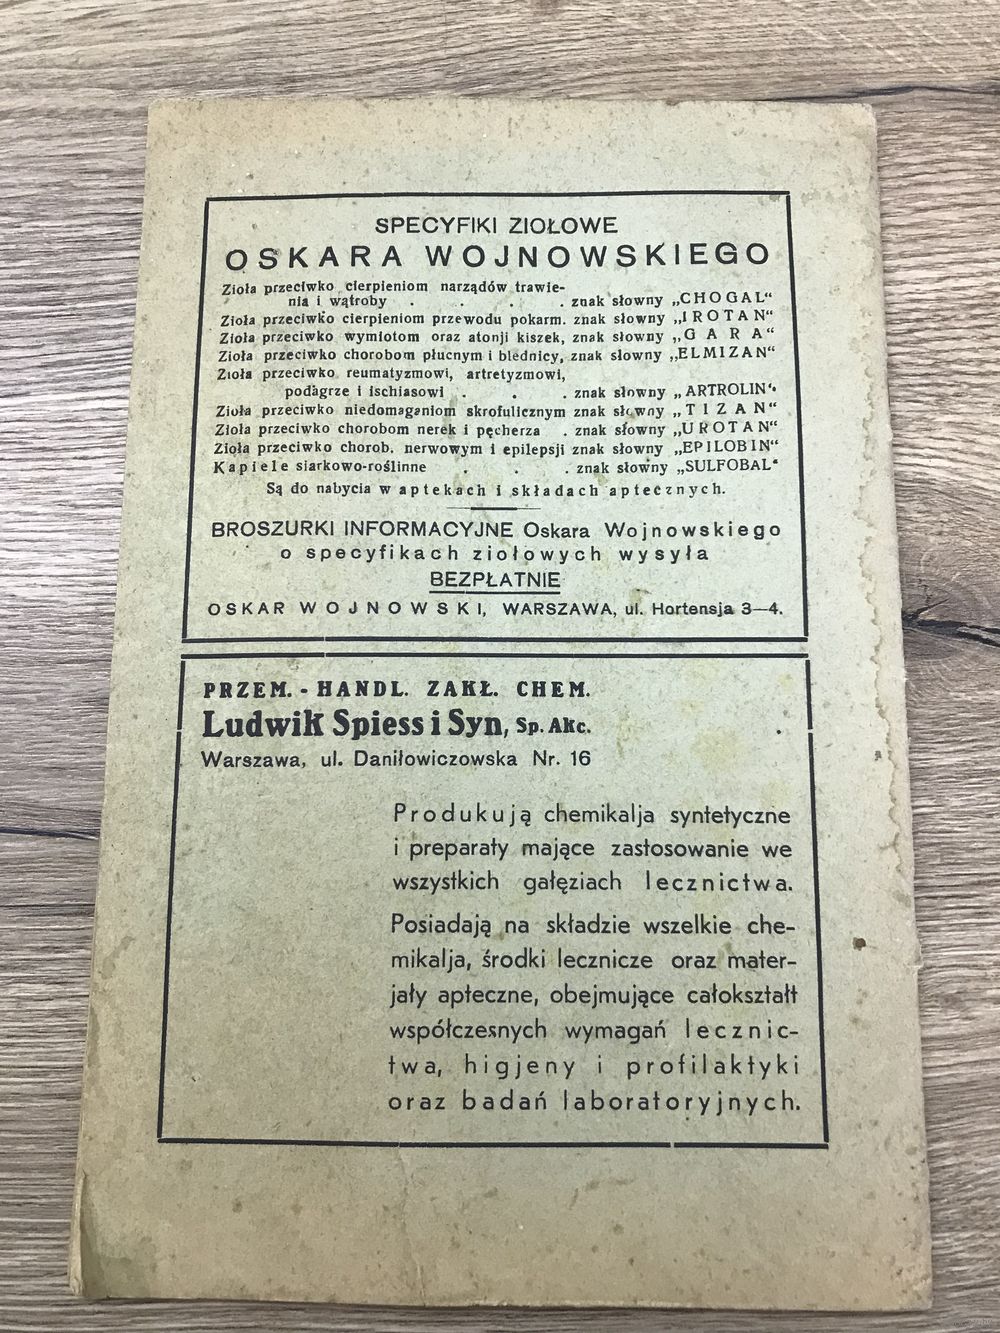 SPECYFIKI ZIOŁOWE
OSKARA WOJNOWSKIEGO
Zioła przeciwko cierpieniom narządów trawie-
nia i wątroby . . . . znak słowny „CHOGAL“
Zioła przeciwko cierpieniom przewodu pokarm. znak słowny „IROTAN“
Zioła przeciwko wymiotom oraz atonji kiszek, znak słowny „GARA“
Zioła przeciwko chorobom płucnym i blednicy, znak słowny „ELMIZAN“
Zioła przeciwko reumatyzmowi, artretyzmowi,
podagrze i ischiasowi . . . znak słowny „ARTROLIN“
Zioła przeciwko niedomaganiom skrofulicznym znak słowny „TIZAN“
Zioła przeciwko chorobom nerek i pęcherza . znak słowny „UROTAN“
Zioła przeciwko chorob. nerwowym i epilepsji znak słowny „EPILOBIN“
Kąpiele siarkowo-roślinne . . . znak słowny „SULFOBAL“
Są do nabycia w aptekach i składach aptecznych.
BROSZURKI INFORMACYJNE Oskara Wojnowskiego
o specyfikach ziołowych wysyła
BEZPŁATNIE
OSKAR WOJNOWSKI, WARSZAWA, ul. Hortensja 3—4.
PRZEM.-HANDL. ZAKŁ. CHEM.
Ludwik Spiess i Syn, Sp. Akc.
Warszawa, ul. Daniłowiczowska Nr. 16
Produkują chemikalja syntetyczne
i preparaty mające zastosowanie we
wszystkich gałęziach lecznictwa.
Posiadają na składzie wszelkie che-
mikalja, środki lecznicze oraz mater-
jały apteczne, obejmujące całokształt
współczesnych wymagań lecznic-
twa, higjeny i profilaktyki
oraz badań laboratoryjnych.